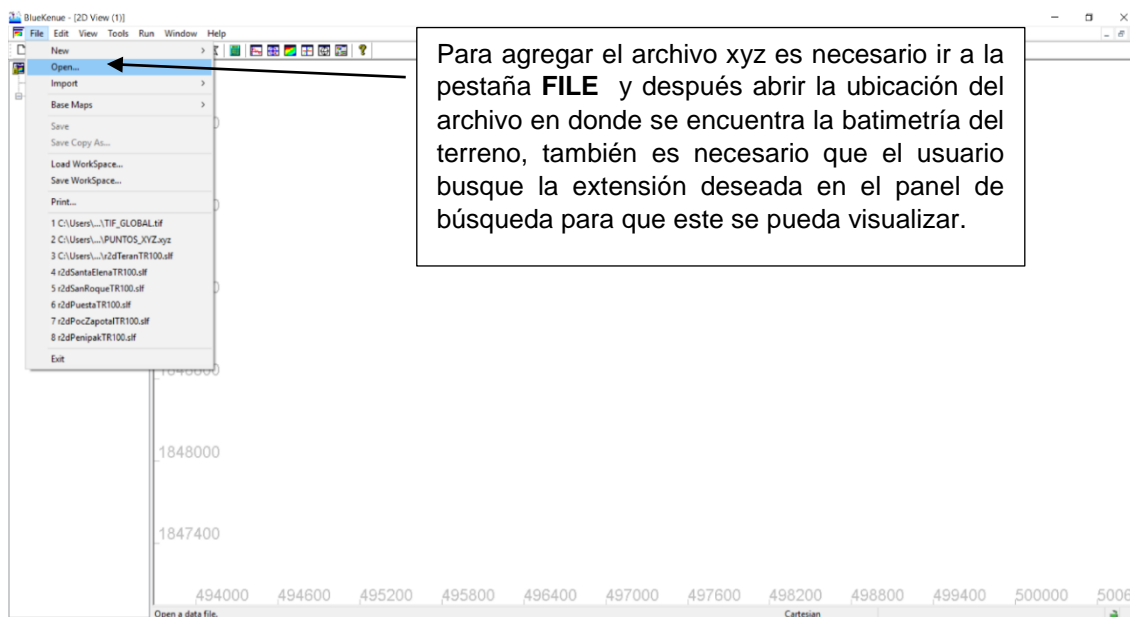 BlueKenue - [2D View (1)]
File Edit View Tools Run Window Help
New
Open...
Import
Base Maps
Save
Save Copy As...
Load WorkSpace...
Save WorkSpace...
Print...
1 C:\Users\...\TIF_GLOBAL.tif
2 C:\Users\...\PUNTOS_XYZ.xyz
3 C:\Users\...\r2dTeranTR100.slf
4 r2dSantaElenaTR100.slf
5 r2dSanRoqueTR100.slf
6 r2dPuestaTR100.slf
7 r2dPocZapotalTR100.slf
8 r2dPenipakTR100.slf
Exit
Para agregar el archivo xyz es necesario ir a la
pestaña FILE y después abrir la ubicación del
archivo en donde se encuentra la batimetría del
terreno, también es necesario que el usuario
busque la extensión deseada en el panel de
búsqueda para que este se pueda visualizar.
1848000
1847400
494000 494600 495200 495800 496400 497000 497600 498200 498800 499400 500000 5006
Open a data file.
Cartesian